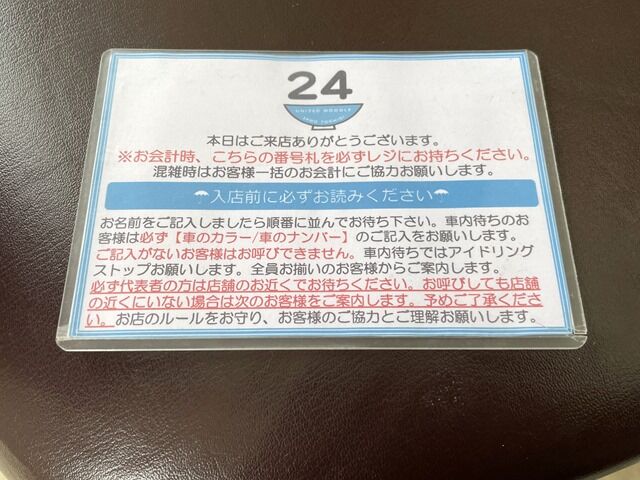 24
UNITED NOODLE
本日はご来店ありがとうございます。
※お会計時、こちらの番号札を必ずレジにお持ちください。
混雑時はお客様一括のお会計にご協力お願いします。
☂入店前に必ずお読みください☂
お名前をご記入しましたら順番に並んでお待ち下さい。車内待ちのお
客様は必ず【車のカラー/車のナンバー】のご記入をお願いします。
ご記入がないお客様はお呼びできません。車内待ちではアイドリング
ストップお願いします。全員お揃いのお客様からご案内します。
必ず代表者の方は店舗のお近くでお待ちください。お呼びしても店舗
の近くにいない場合は次のお客様をご案内します。予めご了承くださ
い。お店のルールをお守り、お客様のご協力とご理解お願いします。